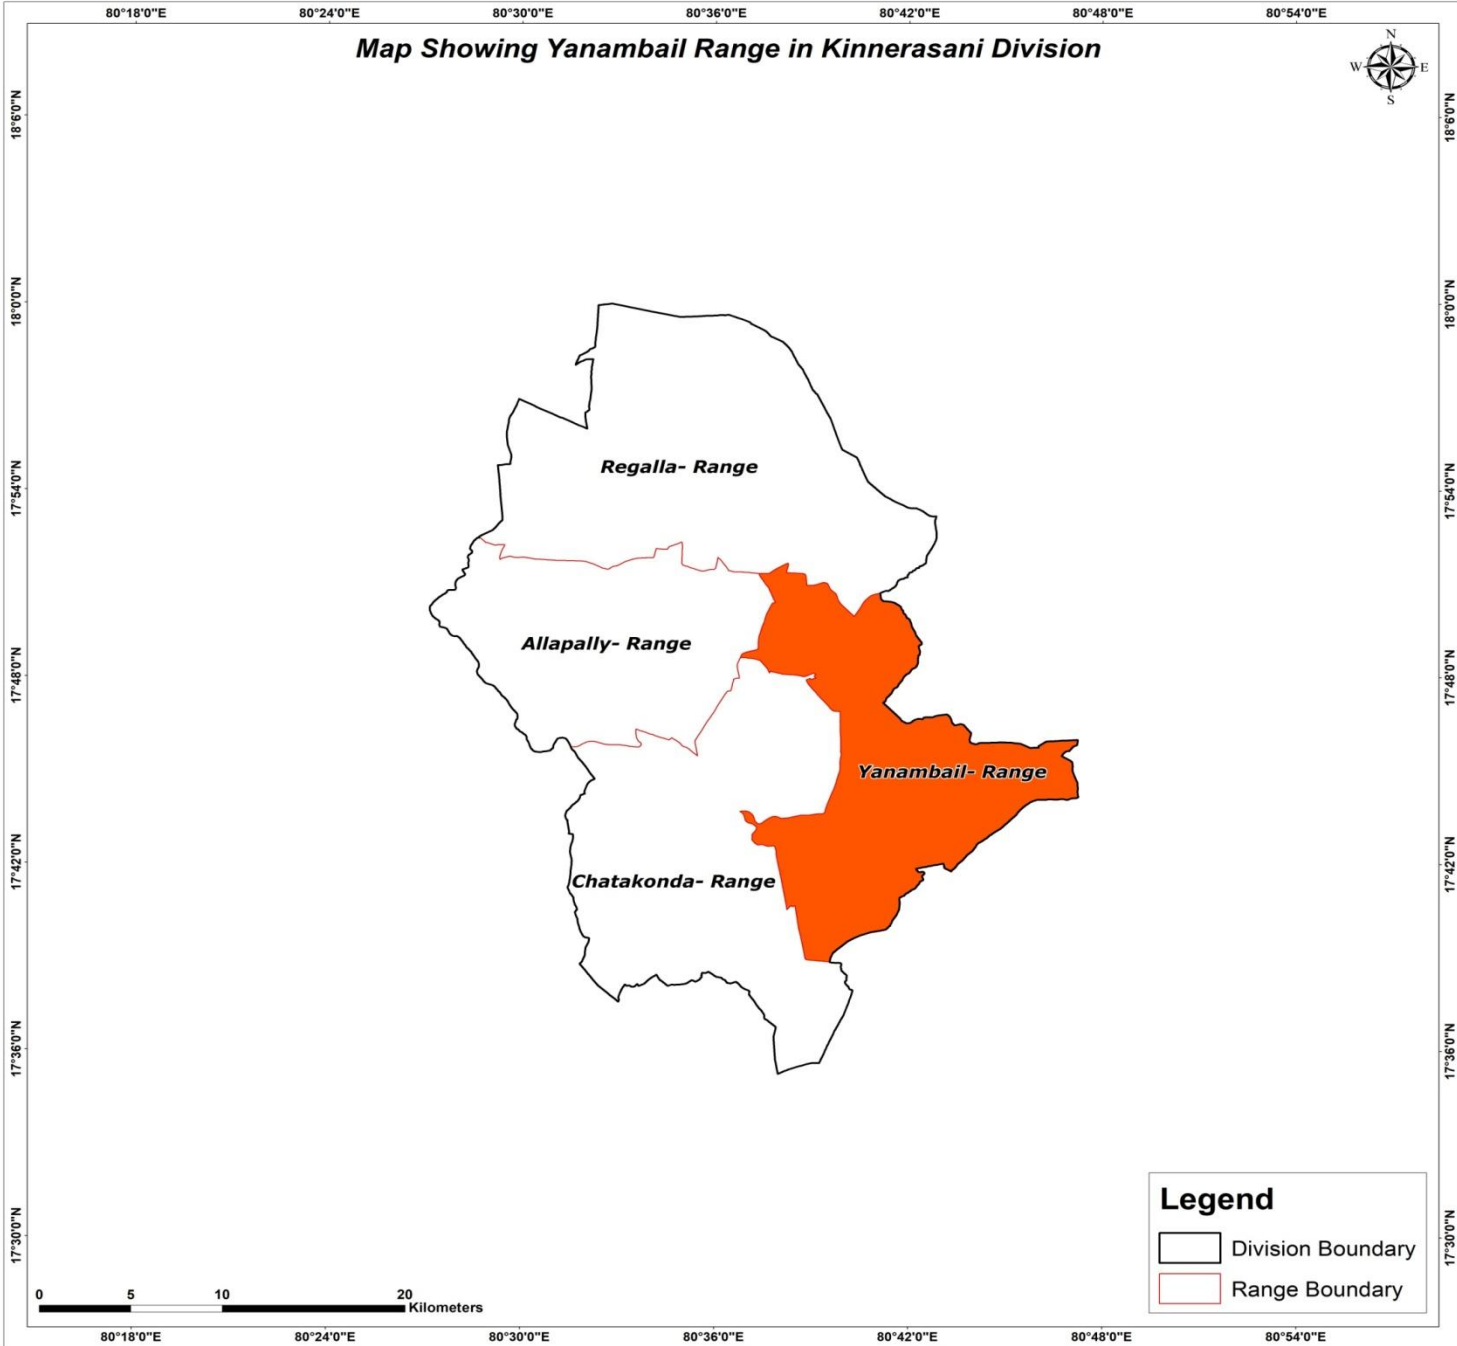 80°18'0"E 80°24'0"E 80°30'0"E 80°36'0"E 80°42'0"E 80°48'0"E 80°54'0"E
Map Showing Yanambail Range in Kinnerasani Division
N
W E
S
18°6'0"N 18°6'0"N
18°0'0"N 18°0'0"N
Regalla- Range
17°54'0"N 17°54'0"N
Allapally- Range
17°48'0"N 17°48'0"N
Yanambail- Range
17°42'0"N 17°42'0"N
Chatakonda- Range
17°36'0"N 17°36'0"N
Legend
17°30'0"N 17°30'0"N
Division Boundary
Range Boundary
0 5 10 20
Kilometers
80°18'0"E 80°24'0"E 80°30'0"E 80°36'0"E 80°42'0"E 80°48'0"E 80°54'0"E